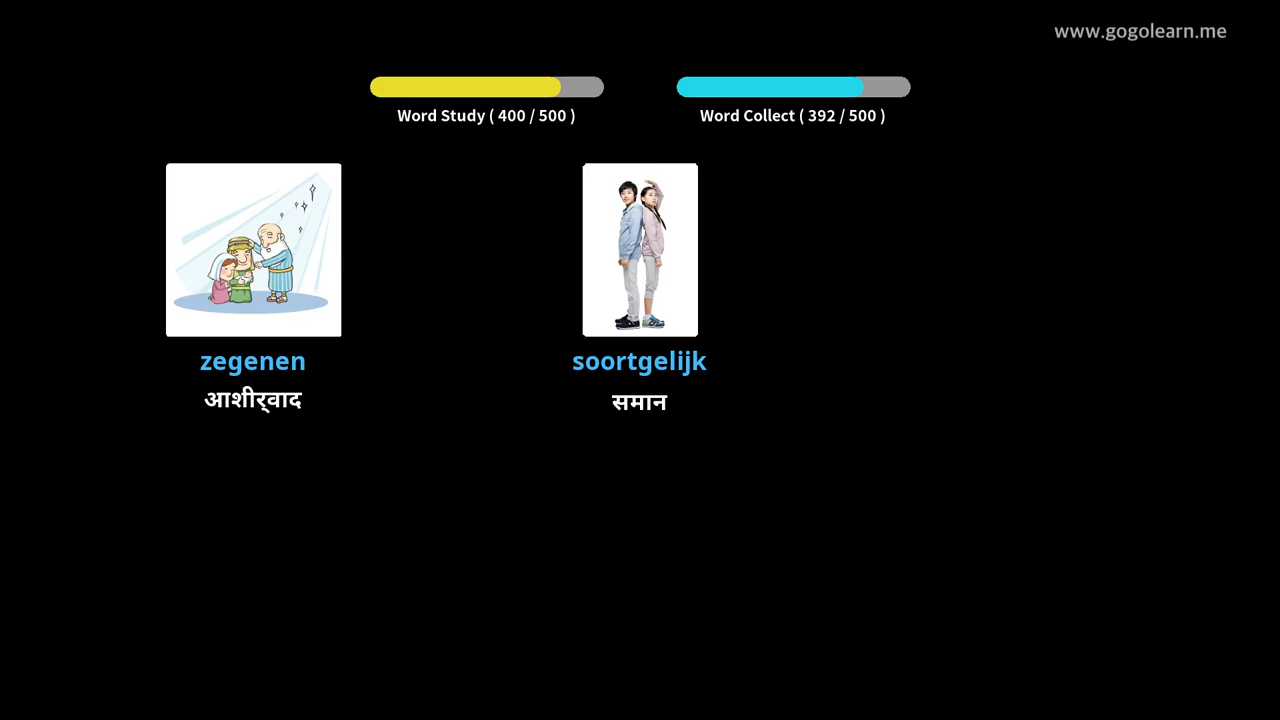 www.gogolearn.me
Word Study ( 400 / 500 )
Word Collect ( 392 / 500 )
zegenen
soortgelijk
आशीर्‍वाद
समान